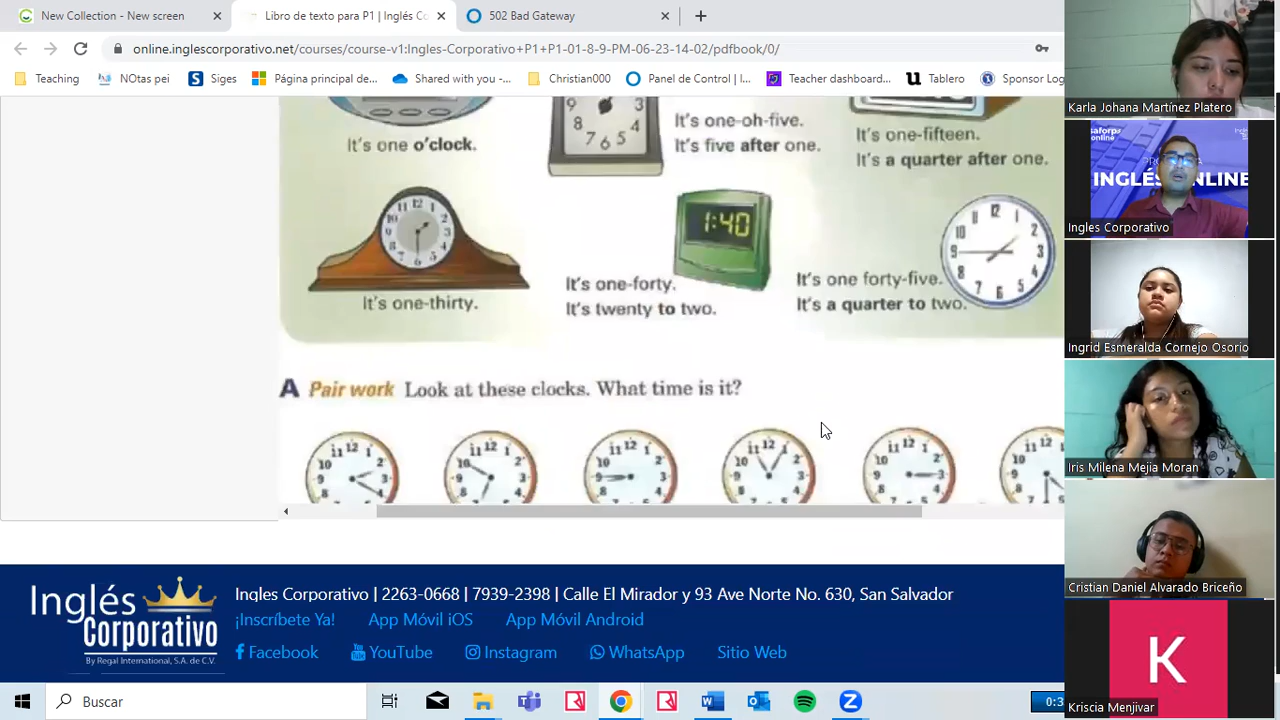 New Collection - New screen
Libro de texto para P1 | Inglés Co
502 Bad Gateway
online.inglescorporativo.net/courses/course-v1:Ingles-Corporativo+P1+P1-01-8-9-PM-06-23-14-02/pdfbook/0/
Teaching
NOtas pei
Siges
Página principal de...
Shared with you -...
Christian000
Panel de Control | I...
Teacher dashboard...
Tablero
Sponsor Log
It's one o'clock.
It's one-oh-five.
It's five after one.
It's one-fifteen.
It's a quarter after one.
1:40
It's one-thirty.
It's one-forty.
It's twenty to two.
It's one forty-five.
It's a quarter to two.
A Pair work Look at these clocks. What time is it?
Inglés Corporativo
By Regal International, S.A. de C.V.
Ingles Corporativo | 2263-0668 | 7939-2398 | Calle El Mirador y 93 Ave Norte No. 630, San Salvador
¡Inscríbete Ya!
App Móvil iOS
App Móvil Android
Facebook
YouTube
Instagram
WhatsApp
Sitio Web
Buscar
0:3
Karla Johana Martínez Platero
INGLÉS ONLINE
Ingles Corporativo
Ingrid Esmeralda Cornejo Osorio
Iris Milena Mejía Moran
Cristian Daniel Alvarado Briceño
K
Kriscia Menjivar